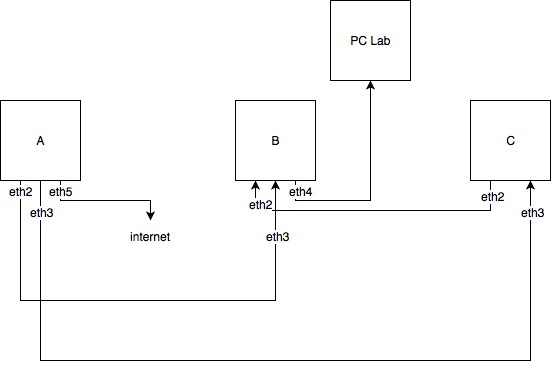 PC Lab
A
B
C
eth2
eth5
eth4
eth2
eth2
eth3
eth3
internet
eth3